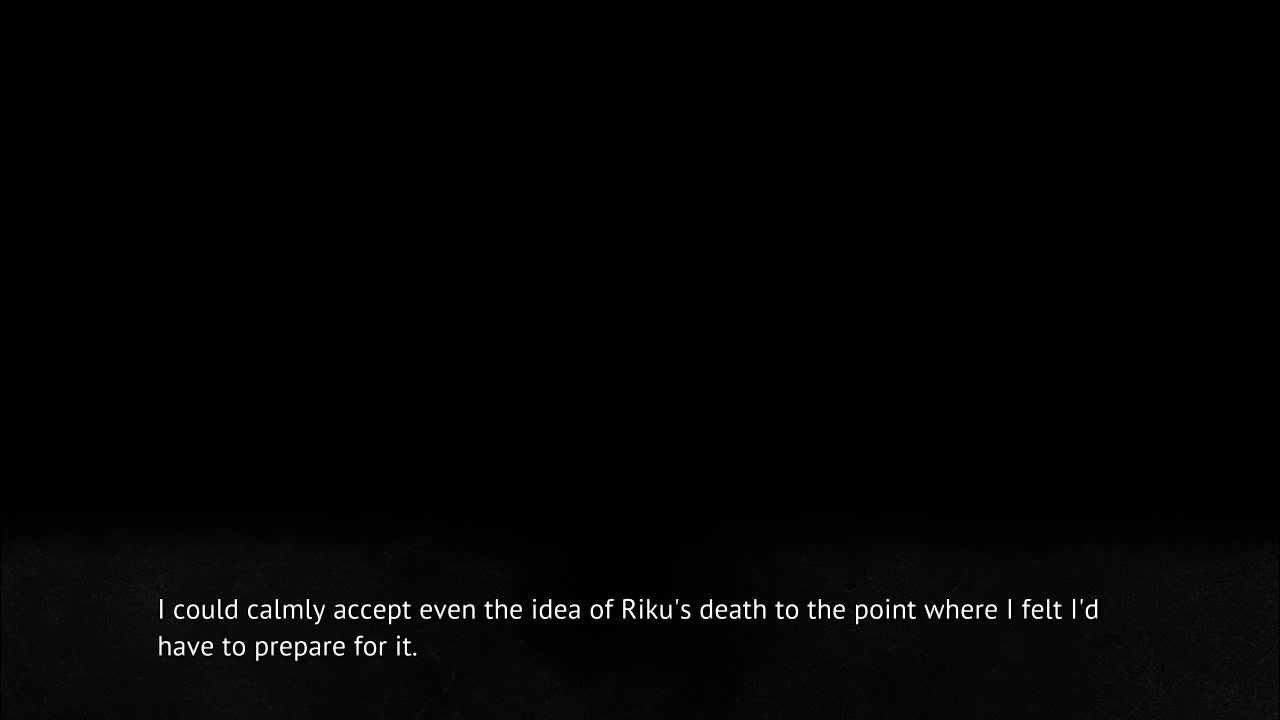 I could calmly accept even the idea of Riku's death to the point where I felt I'd
have to prepare for it.